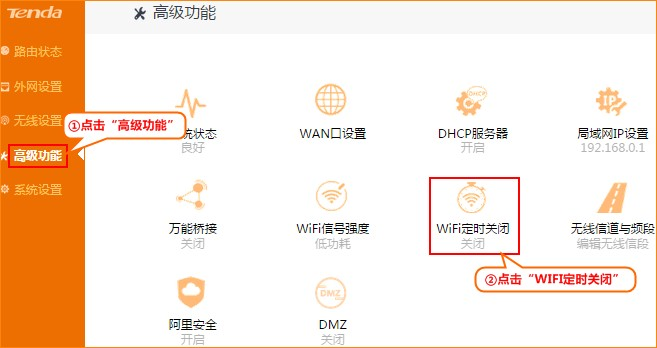 Tenda
高级功能
路由状态
外网设置
无线设置
①点击“高级功能”
高级功能
系统设置
统状态
良好
WAN口设置
DHCP
DHCP服务器
开启
IP
局域网IP设置
192.168.0.1
万能桥接
关闭
WiFi信号强度
低功耗
WiFi定时关闭
关闭
无线信道与频段
编辑无线信段
②点击“WIFI定时关闭”
阿里安全
开启
DMZ
DMZ
关闭